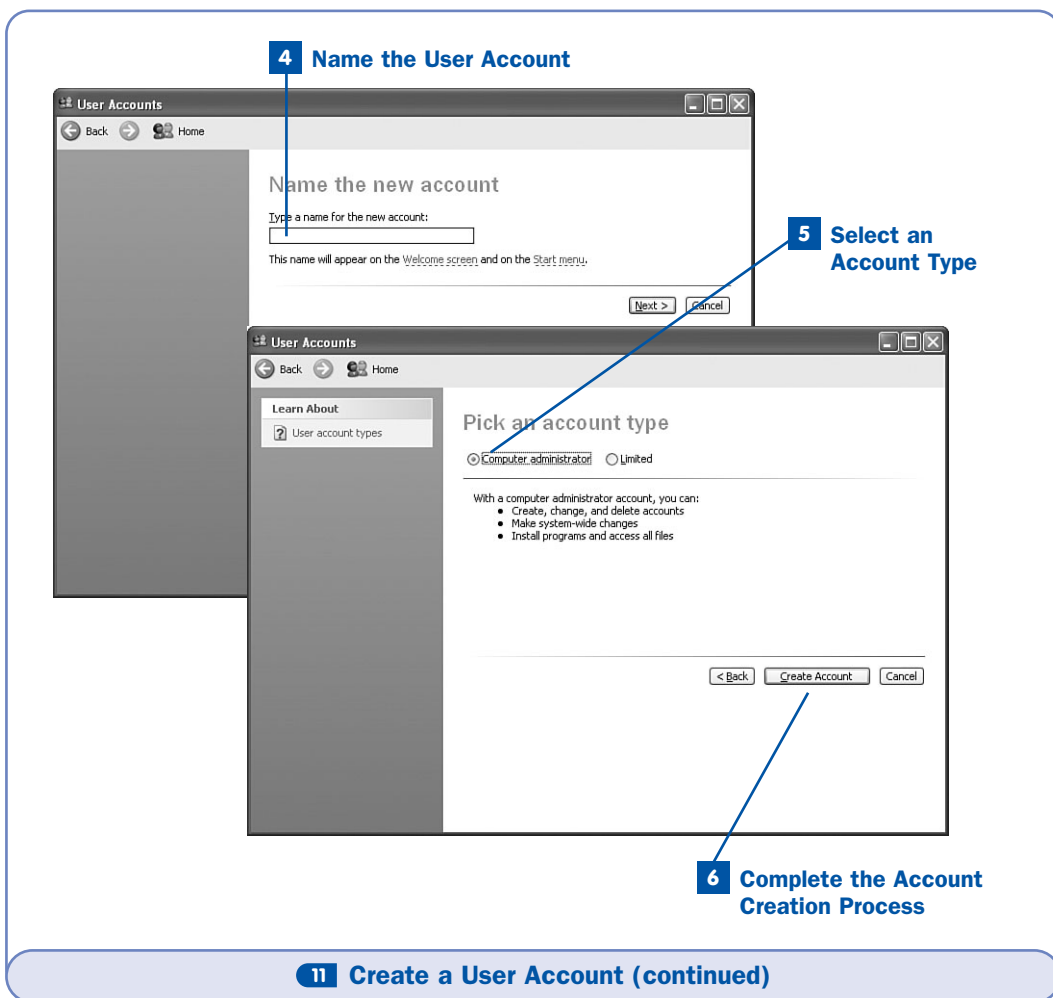 4 Name the User Account
User Accounts
Back Home
Name the new account
Type a name for the new account:
This name will appear on the Welcome screen and on the Start menu.
Next > Cancel
5 Select an
Account Type
User Accounts
Back Home
Learn About
User account types
Pick an account type
Computer administrator Limited
With a computer administrator account, you can:
• Create, change, and delete accounts
• Make system-wide changes
• Install programs and access all files
< Back Create Account Cancel
6 Complete the Account
Creation Process
11 Create a User Account (continued)